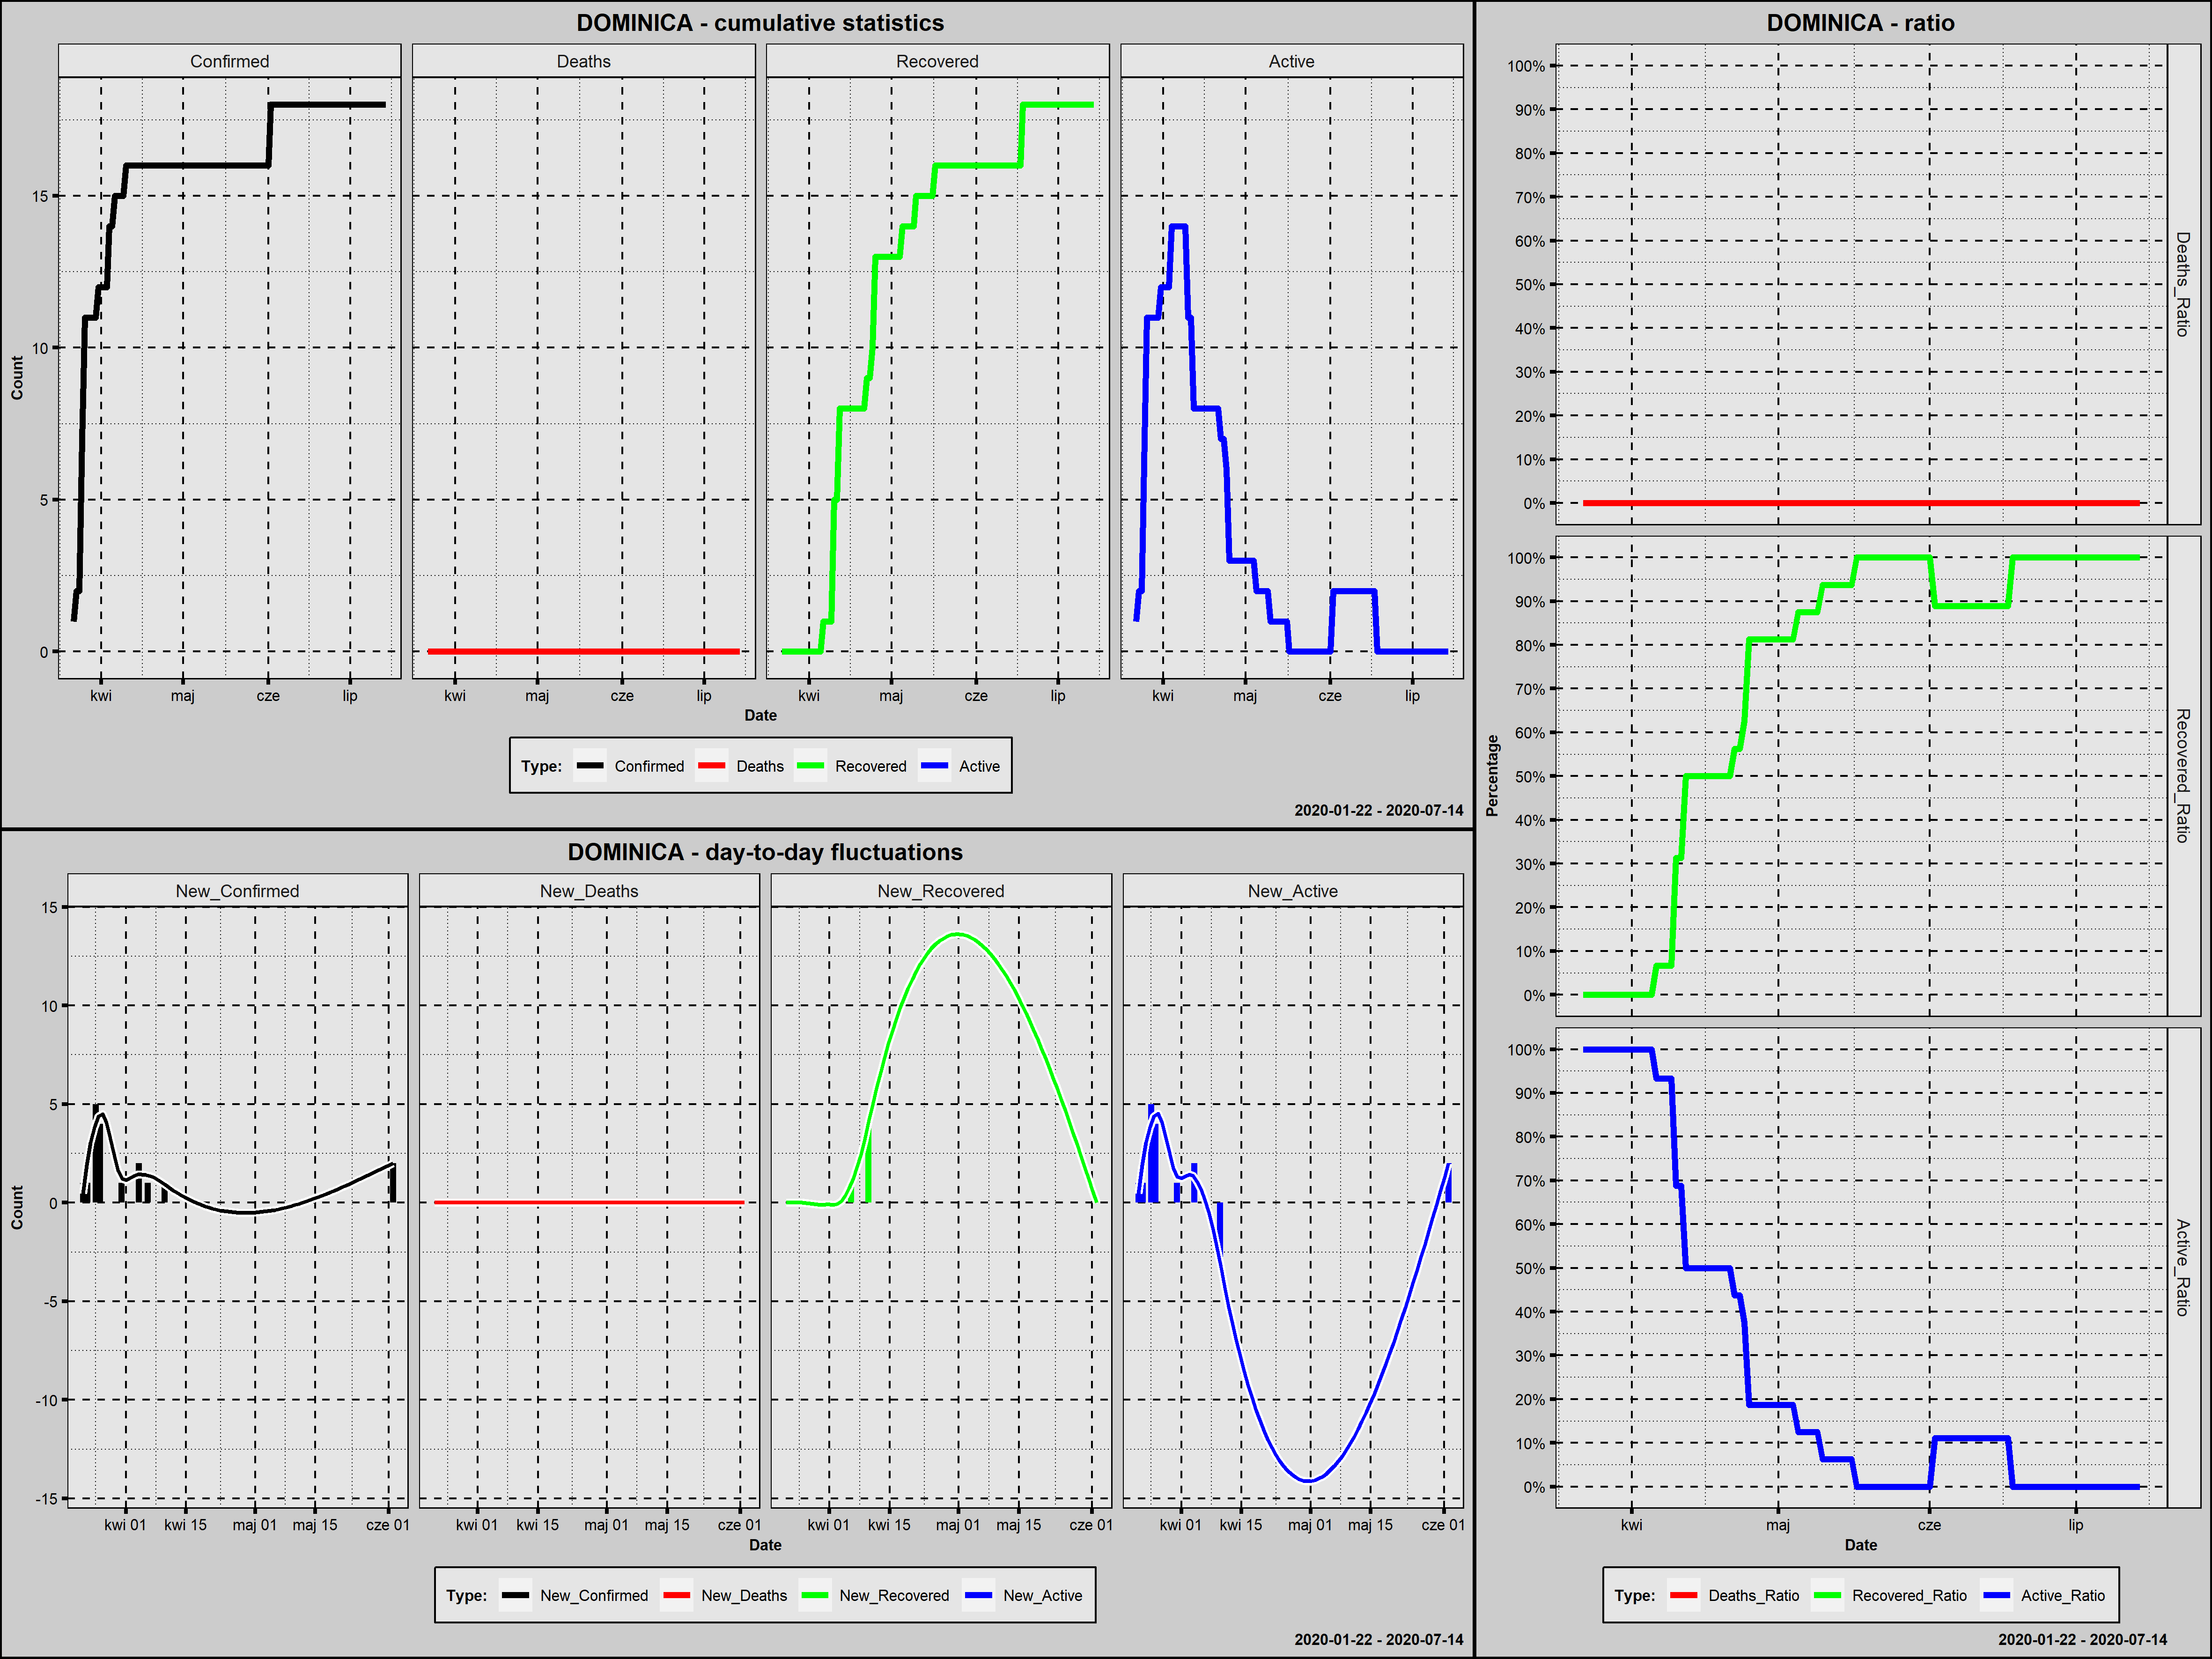 DOMINICA - cumulative statistics
Confirmed Deaths Recovered Active
Count
15
10
5
0
kwi maj cze lip kwi maj cze lip kwi maj cze lip kwi maj cze lip
Date
Type: Confirmed Deaths Recovered Active
2020-01-22 - 2020-07-14
DOMINICA - day-to-day fluctuations
New_Confirmed New_Deaths New_Recovered New_Active
Count
15
10
5
0
-5
-10
-15
kwi 01 kwi 15 maj 01 maj 15 cze 01 kwi 01 kwi 15 maj 01 maj 15 cze 01 kwi 01 kwi 15 maj 01 maj 15 cze 01 kwi 01 kwi 15 maj 01 maj 15 cze 01
Date
Type: New_Confirmed New_Deaths New_Recovered New_Active
2020-01-22 - 2020-07-14
DOMINICA - ratio
Percentage
100%
90%
80%
70%
60%
50%
40%
30%
20%
10%
0%
Deaths_Ratio
100%
90%
80%
70%
60%
50%
40%
30%
20%
10%
0%
Recovered_Ratio
100%
90%
80%
70%
60%
50%
40%
30%
20%
10%
0%
Active_Ratio
kwi maj cze lip
Date
Type: Deaths_Ratio Recovered_Ratio Active_Ratio
2020-01-22 - 2020-07-14